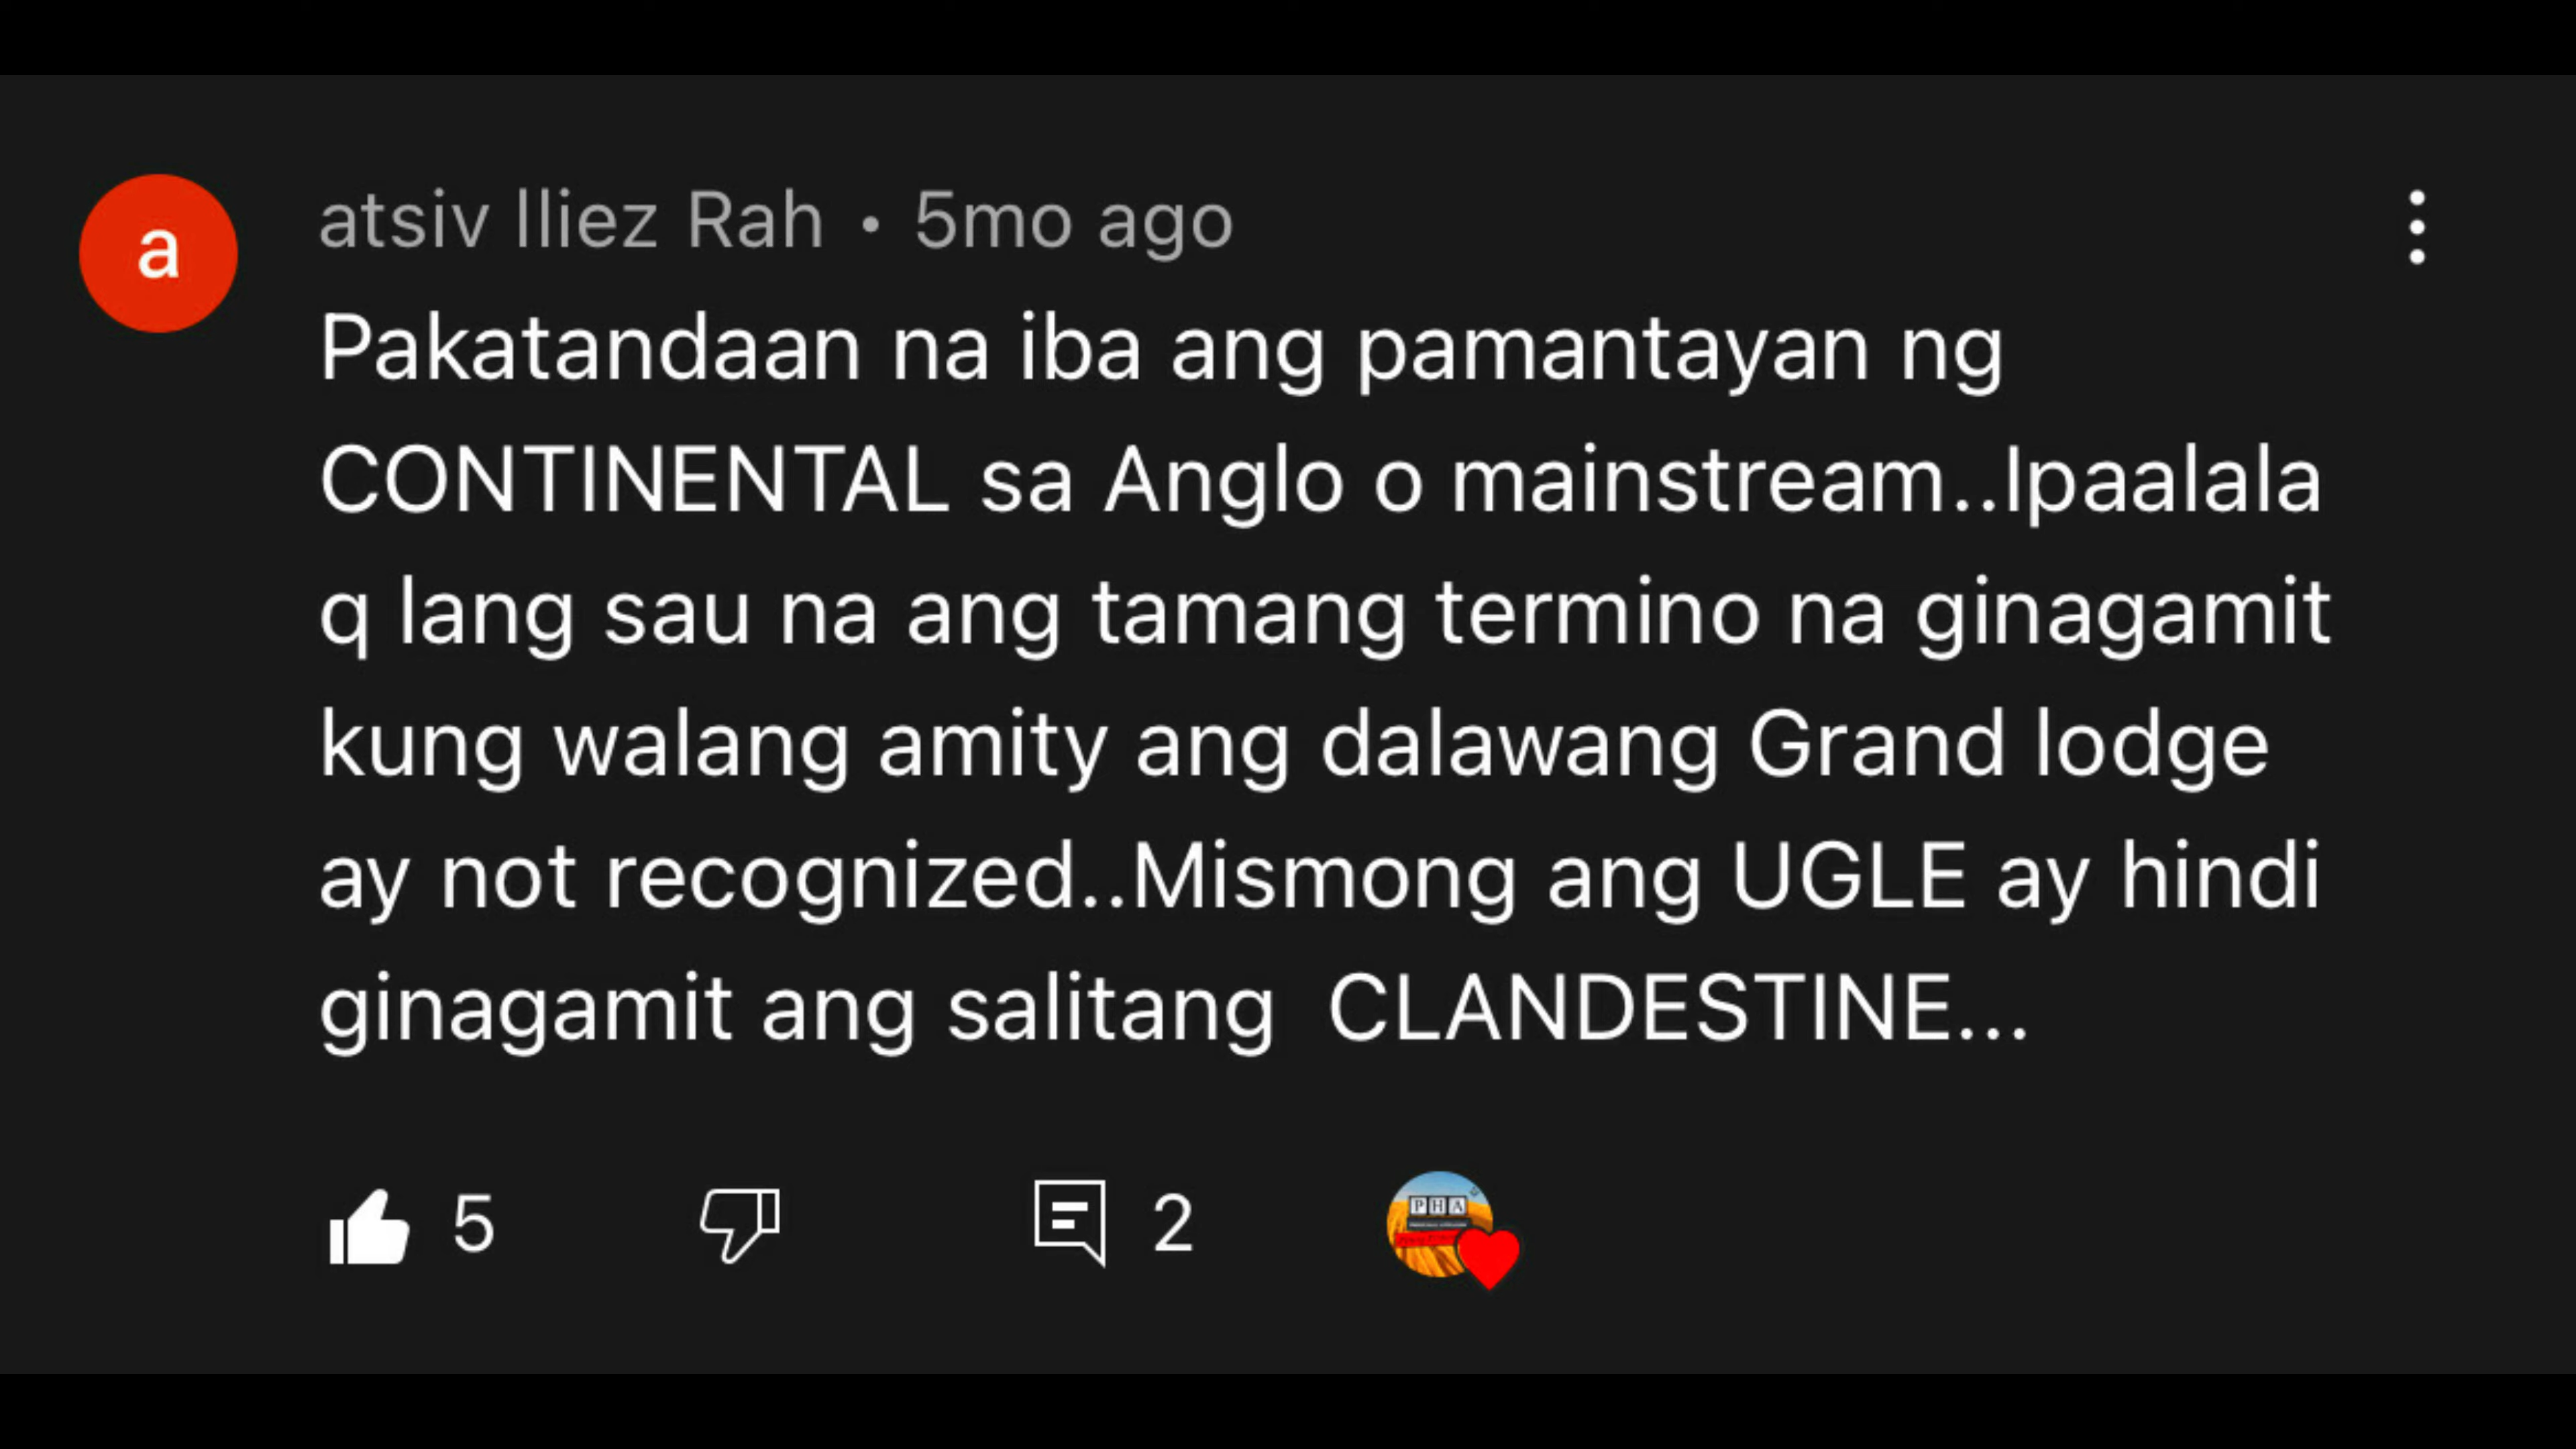 a
atsiv Iliez Rah • 5mo ago
Pakatandaan na iba ang pamantayan ng
CONTINENTAL sa Anglo o mainstream..Ipaalala
q lang sau na ang tamang termino na ginagamit
kung walang amity ang dalawang Grand lodge
ay not recognized..Mismong ang UGLE ay hindi
ginagamit ang salitang  CLANDESTINE...
5 2 PHA